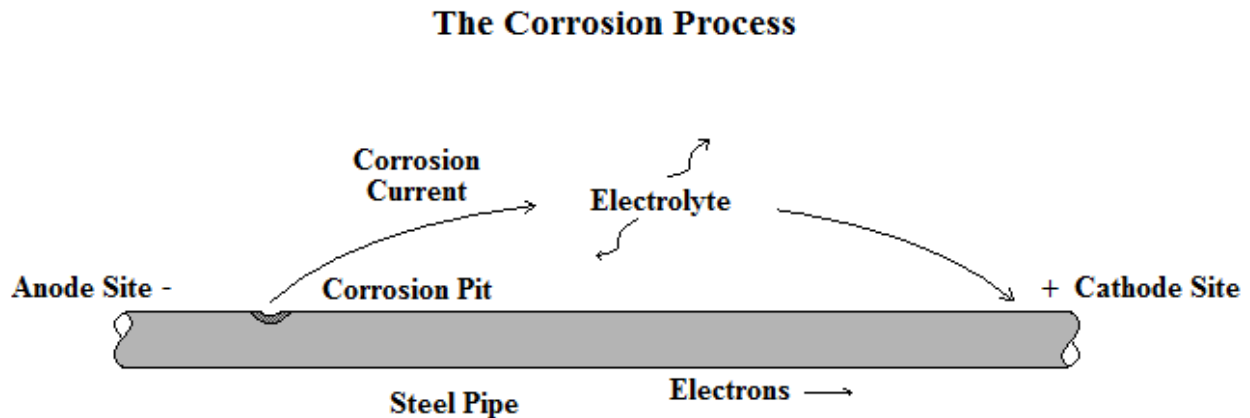 The Corrosion Process
Corrosion
Current
Electrolyte
Anode Site -
Corrosion Pit
+ Cathode Site
Electrons
Steel Pipe